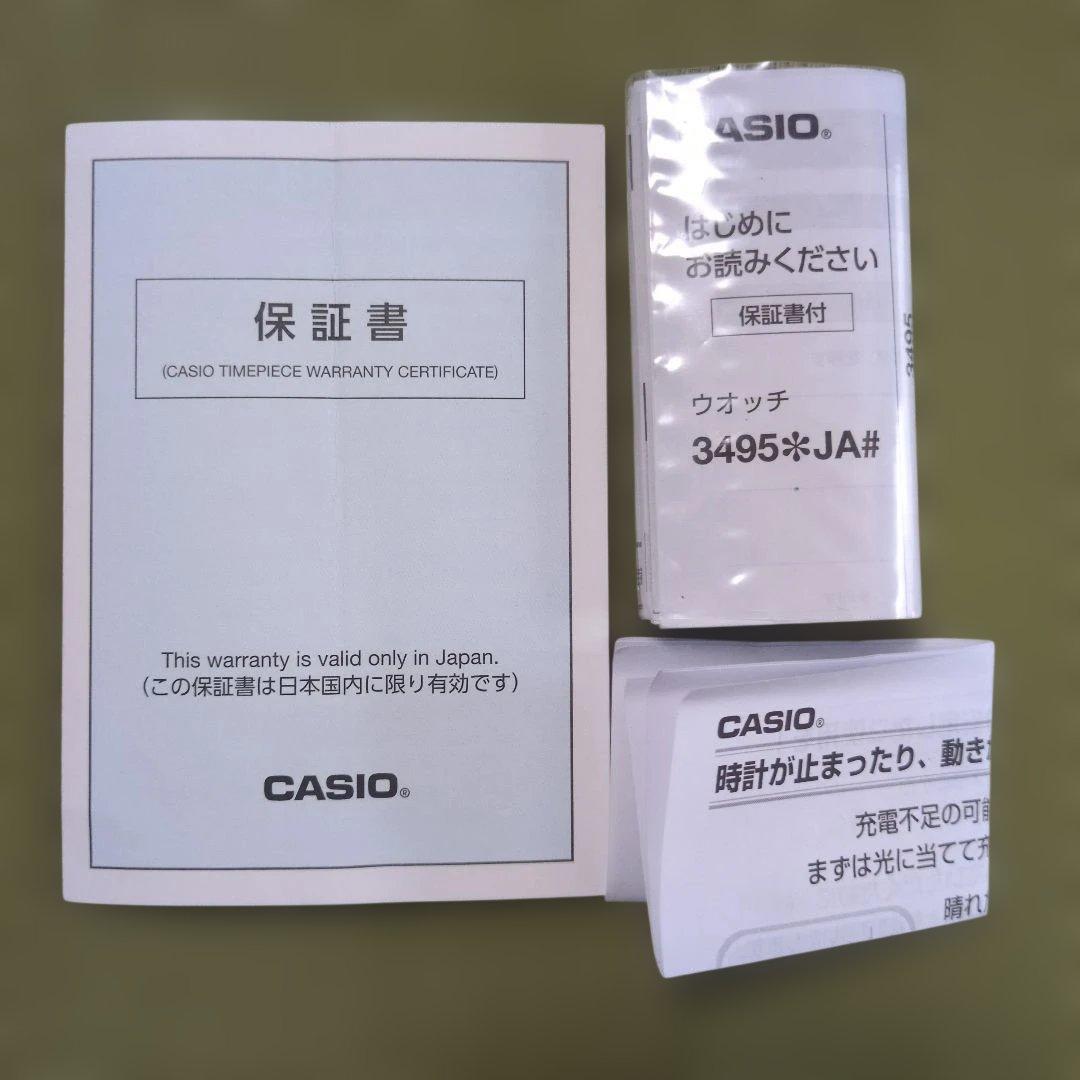 保証書
(CASIO TIMEPIECE WARRANTY CERTIFICATE)
This warranty is valid only in Japan.
(この保証書は日本国内に限り有効です)
CASIO®
CASIO®
はじめに
お読みください
保証書付
ウオッチ
3495✻JA#
3495
CASIO®
時計が止まったり、動き
充電不足の可
まずは光に当てて充
晴れ